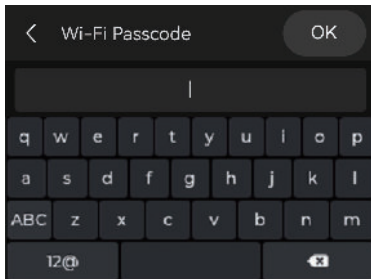 Wi-Fi Passcode OK
q w e r t y u i o p
a s d f g h j k l
ABC z x c v b n m
12@